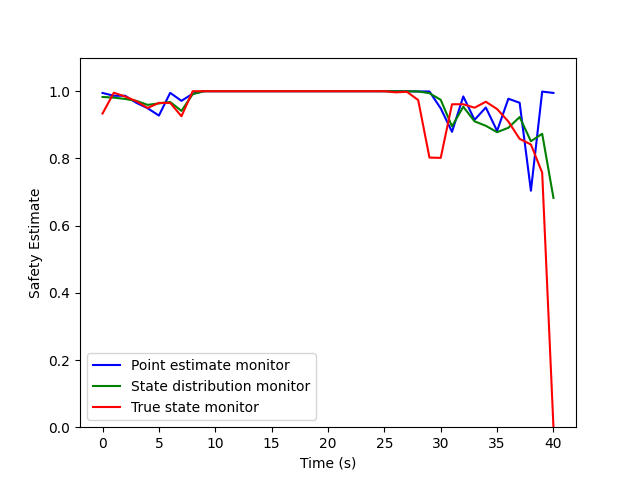 1.0
0.8
0.6
0.4
0.2
0.0
Safety Estimate
Point estimate monitor
State distribution monitor
True state monitor
0 5 10 15 20 25 30 35 40
Time (s)